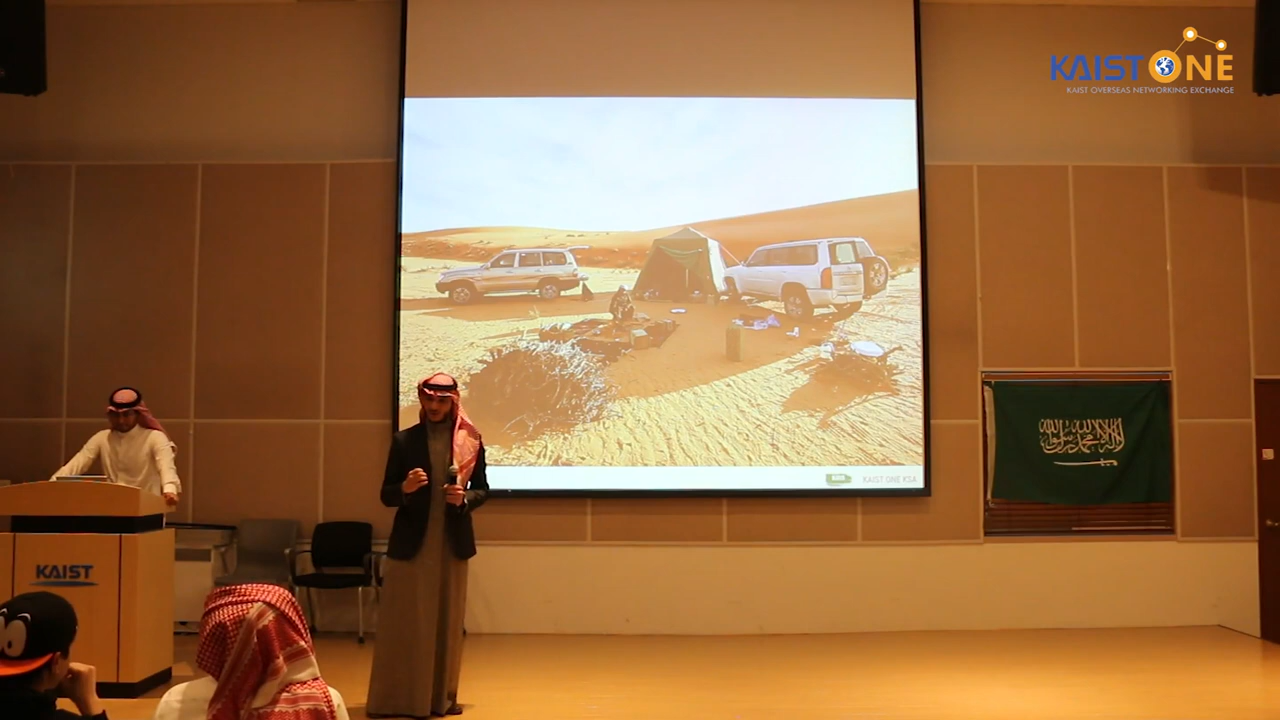 KAIST ONE
KAIST OVERSEAS NETWORKING EXCHANGE
لا إله إلا الله محمد رسول الله
KAIST ONE KSA
KAIST